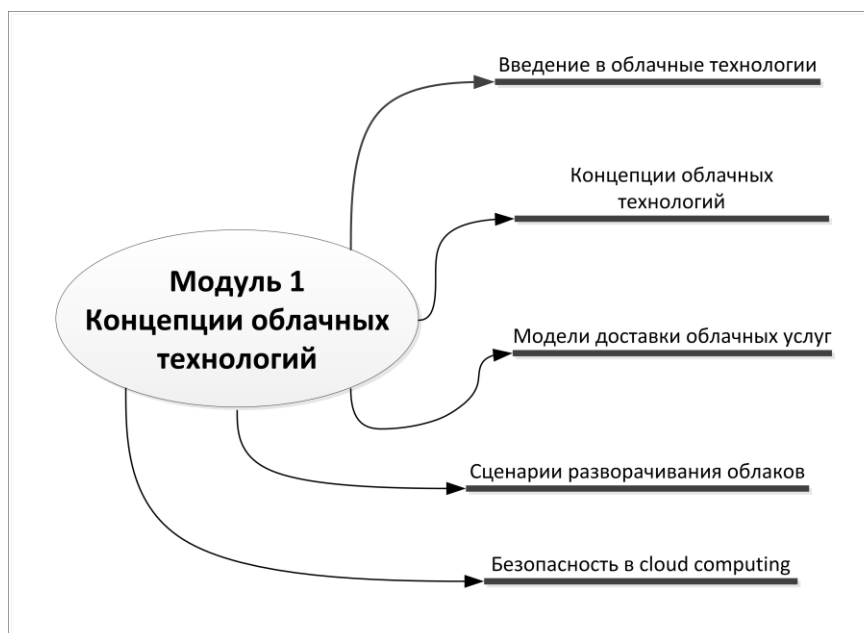 Введение в облачные технологии
Концепции облачных
технологий
Модуль 1
Концепции облачных
технологий
Модели доставки облачных услуг
Сценарии разворачивания облаков
Безопасность в cloud computing